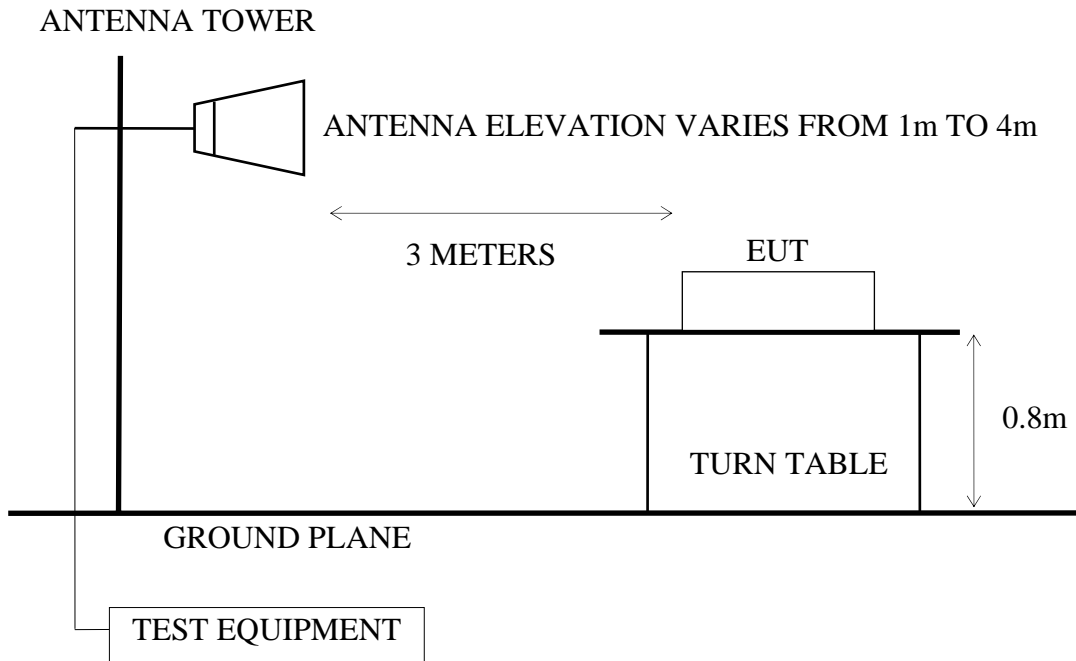 ANTENNA TOWER
ANTENNA ELEVATION VARIES FROM 1m TO 4m
3 METERS
EUT
0.8m
TURN TABLE
GROUND PLANE
TEST EQUIPMENT